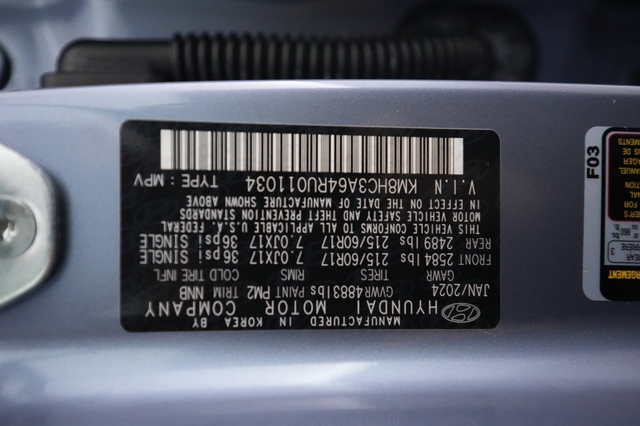 MANUFACTURED IN KOREA BY
HYUNDAI MOTOR COMPANY
JAN/2024 GVWR 4883 lbs PAINT PM2 TRIM NNB
GAWR TIRES RIMS COLD TIRE INFL
FRONT 2584 lbs 215/60R17 7.0JX17 36psi SINGLE
REAR 2489 lbs 215/60R17 7.0JX17 36psi SINGLE
THIS VEHICLE CONFORMS TO ALL APPLICABLE U.S.A. FEDERAL
MOTOR VEHICLE SAFETY AND THEFT PREVENTION STANDARDS
IN EFFECT ON THE DATE OF MANUFACTURE SHOWN ABOVE
V.I.N KM8HC3A64RU011034 TYPE : MPV
F03